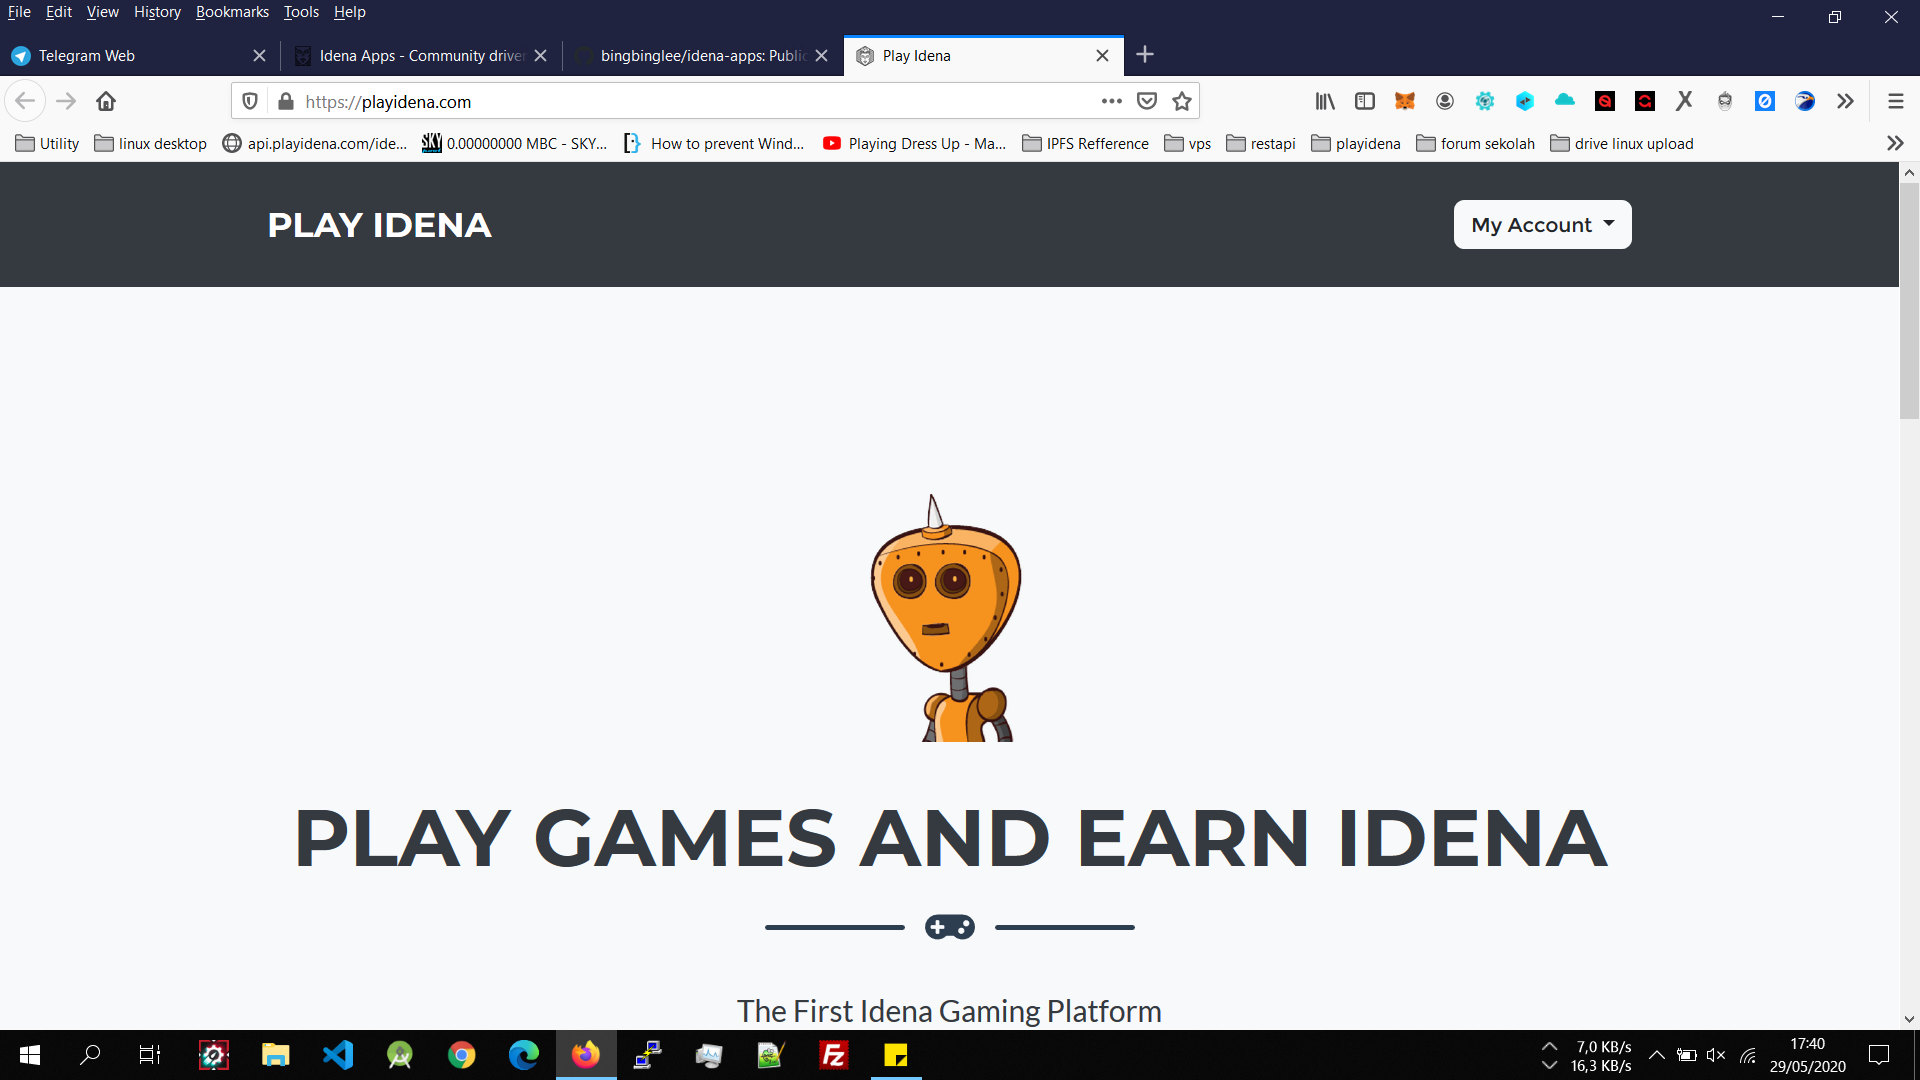 File Edit View History Bookmarks Tools Help
Telegram Web
Idena Apps - Community driven
bingbinglee/idena-apps: Public
Play Idena
https://playidena.com
Utility
linux desktop
api.playidena.com/ide...
0.00000000 MBC - SKY...
How to prevent Wind...
Playing Dress Up - Ma...
IPFS Refference
vps
restapi
playidena
forum sekolah
drive linux upload
PLAY IDENA
My Account
PLAY GAMES AND EARN IDENA
The First Idena Gaming Platform
7,0 KB/s
16,3 KB/s
17:40
29/05/2020